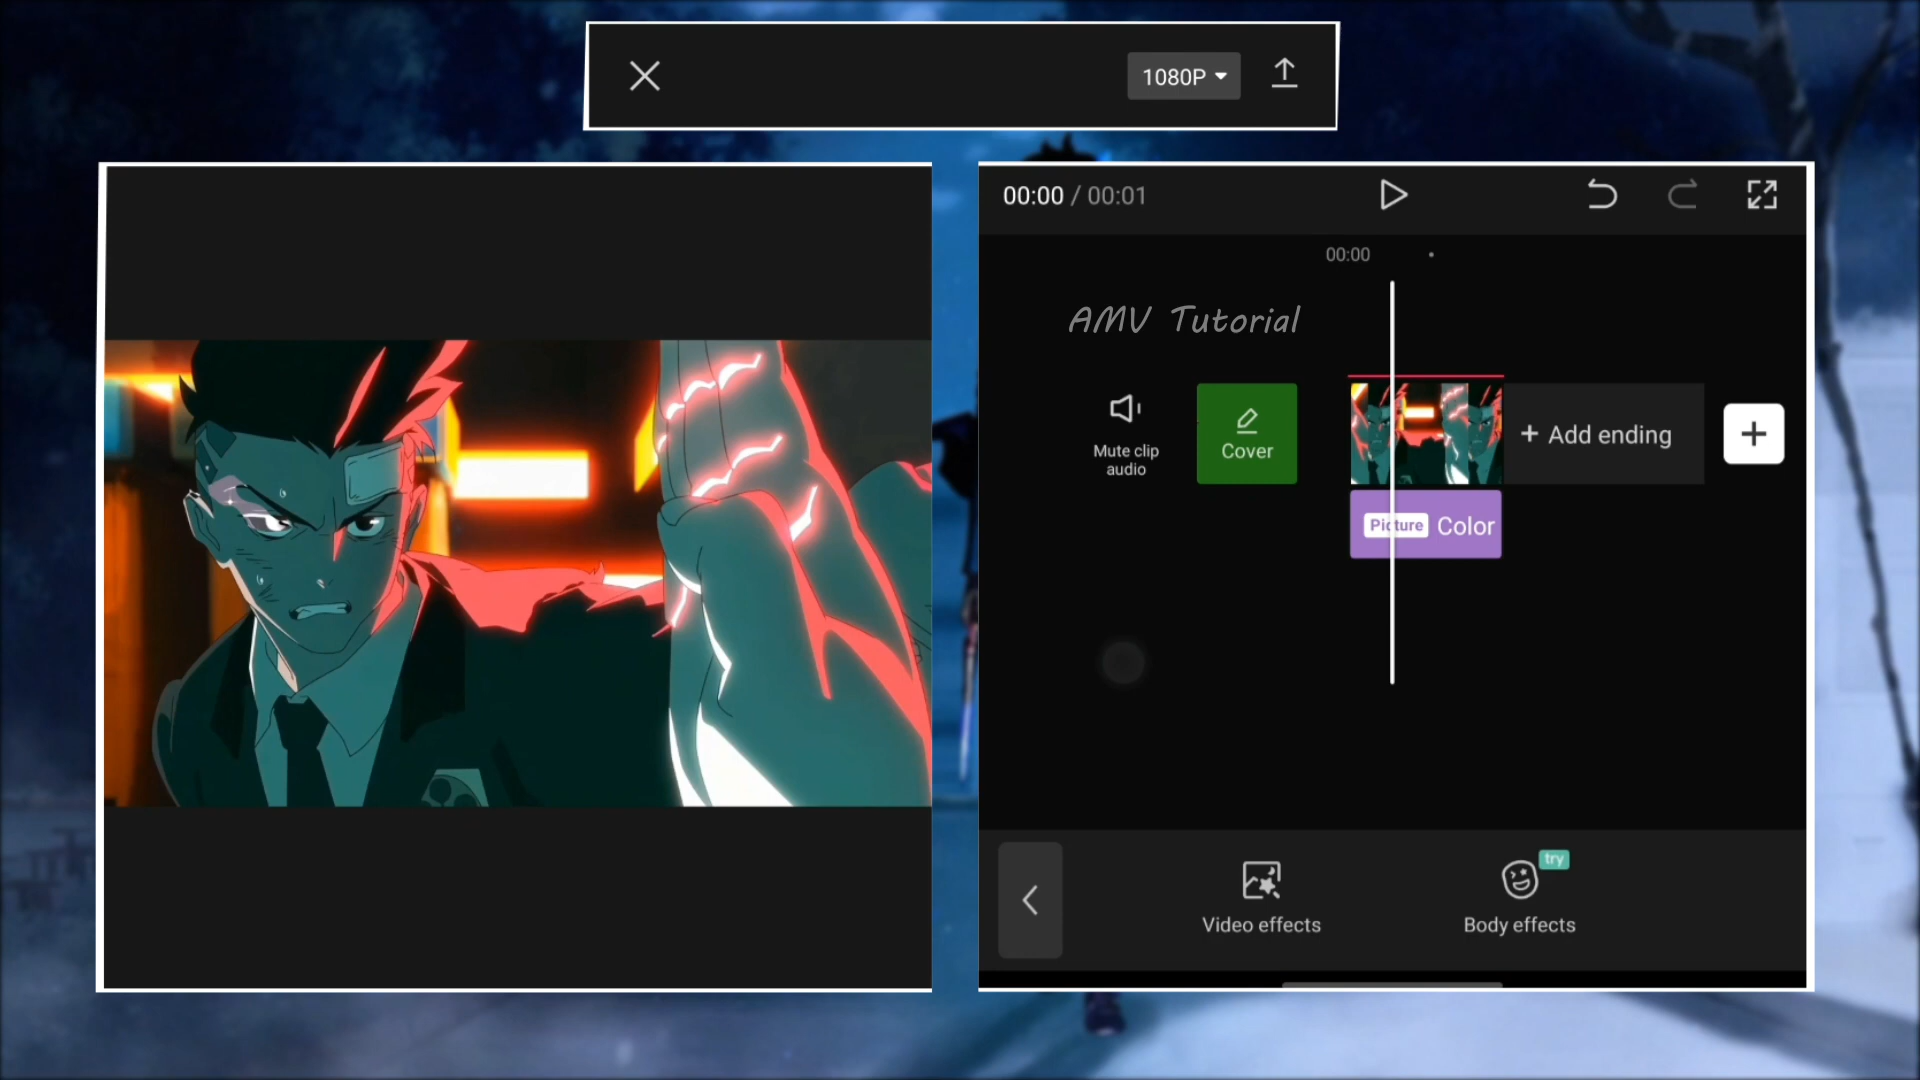 1080P
00:00 / 00:01
00:00
AMV Tutorial
Mute clip
audio
Cover
+ Add ending
Picture Color
try
Video effects
Body effects